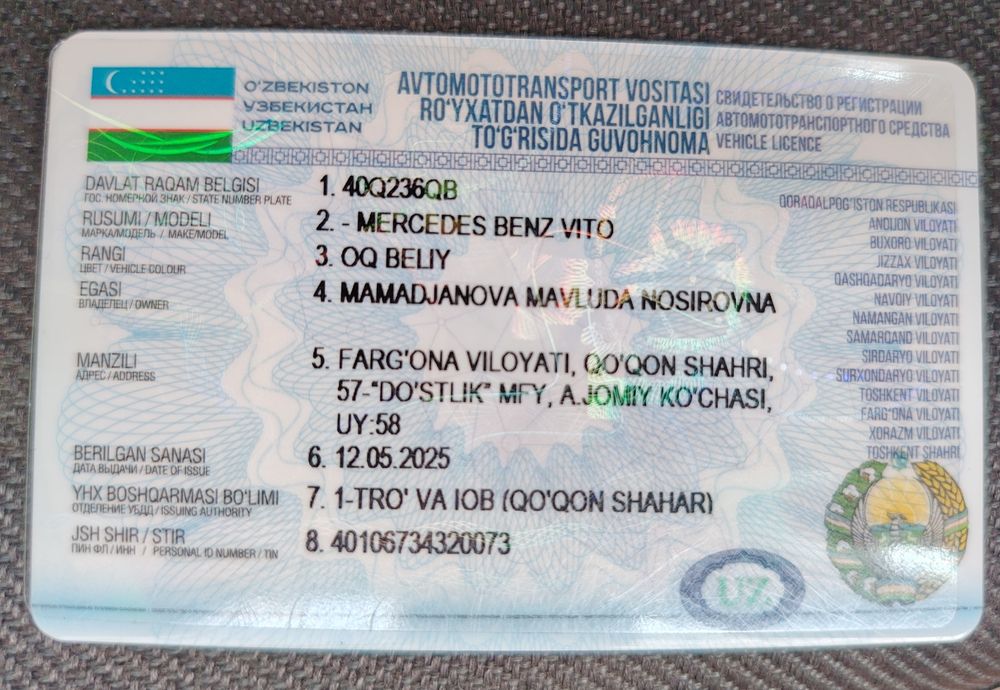 O'ZBEKISTON
ЎЗБЕКИСТАН
UZBEKISTAN
AVTOMOTOTRANSPORT VOSITASI
RO'YXATDAN O'TKAZILGANLIGI
TO'G'RISIDA GUVOHNOMA
СВИДЕТЕЛЬСТВО О РЕГИСТРАЦИИ
АВТОМОТОТРАНСПОРТНОГО СРЕДСТВА
VEHICLE LICENCE
DAVLAT RAQAM BELGISI
ГОС. НОМЕРНОЙ ЗНАК / STATE NUMBER PLATE
1. 40Q236QB
RUSUMI / MODELI
МАРКА/МОДЕЛЬ / MAKE/MODEL
2. - MERCEDES BENZ VITO
RANGI
ЦВЕТ / VEHICLE COLOUR
3. OQ BELIY
EGASI
ВЛАДЕЛЕЦ / OWNER
4. MAMADJANOVA MAVLUDA NOSIROVNA
MANZILI
АДРЕС / ADDRESS
5. FARG'ONA VILOYATI, QO'QON SHAHRI,
57-"DO'STLIK" MFY, A.JOMIY KO'CHASI,
UY:58
BERILGAN SANASI
ДАТА ВЫДАЧИ / DATE OF ISSUE
6. 12.05.2025
YHX BOSHQARMASI BO'LIMI
ОТДЕЛЕНИЕ УБДД / ISSUING AUTHORITY
7. 1-TRO' VA IOB (QO'QON SHAHAR)
JSH SHIR / STIR
ПИН ФЛ / ИНН / PERSONAL ID NUMBER / TIN
8. 40106734320073
QORAQALPOG'ISTON RESPUBLIKASI
ANDIJON VILOYATI
BUXORO VILOYATI
JIZZAX VILOYATI
QASHQADARYO VILOYATI
NAVOIY VILOYATI
NAMANGAN VILOYATI
SAMARQAND VILOYATI
SIRDARYO VILOYATI
SURXONDARYO VILOYATI
TOSHKENT VILOYATI
FARG'ONA VILOYATI
XORAZM VILOYATI
TOSHKENT SHAHRI
UZ